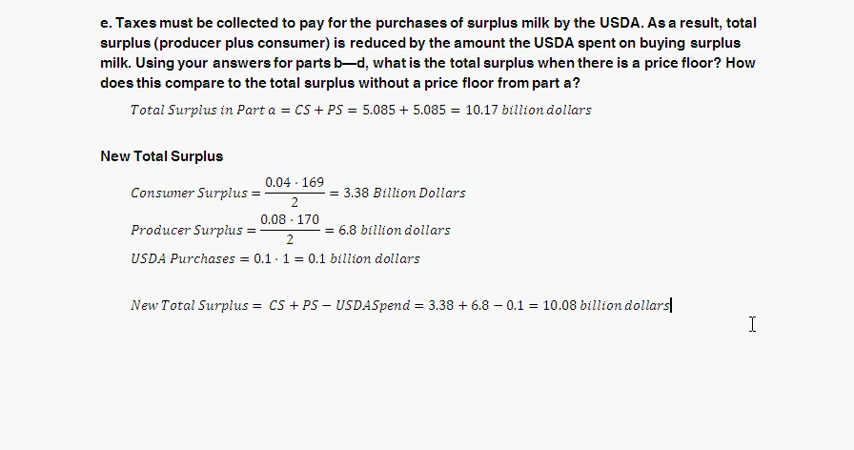 e. Taxes must be collected to pay for the purchases of surplus milk by the USDA. As a result, total
surplus (producer plus consumer) is reduced by the amount the USDA spent on buying surplus
milk. Using your answers for parts b—d, what is the total surplus when there is a price floor? How
does this compare to the total surplus without a price floor from part a?
Total Surplus in Part a = CS + PS = 5.085 + 5.085 = 10.17 billion dollars
New Total Surplus
Consumer Surplus = 0.04 · 169 / 2 = 3.38 Billion Dollars
Producer Surplus = 0.08 · 170 / 2 = 6.8 billion dollars
USDA Purchases = 0.1 · 1 = 0.1 billion dollars
New Total Surplus = CS + PS − USDASpend = 3.38 + 6.8 − 0.1 = 10.08 billion dollars